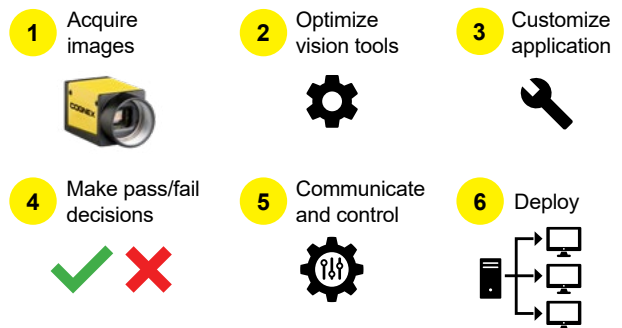 1
Acquire
images
2
Optimize
vision tools
3
Customize
application
COGNEX
4
Make pass/fail
decisions
5
Communicate
and control
6
Deploy